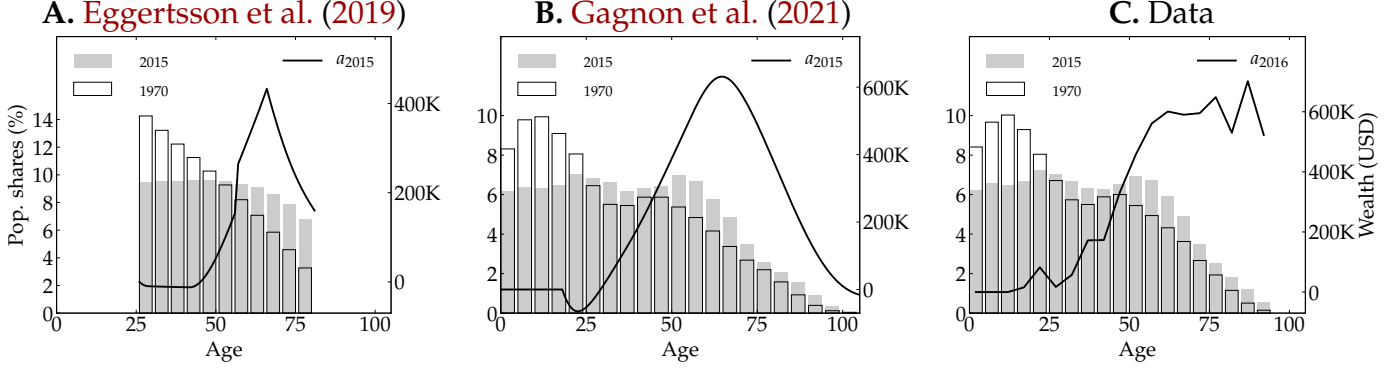 A. Eggertsson et al. (2019)
2015
1970
a2015
Pop. shares (%)
14
12
10
8
6
4
2
0
400K
200K
0
0
25
50
75
100
Age
B. Gagnon et al. (2021)
2015
1970
a2015
10
8
6
4
2
0
600K
400K
200K
0
0
25
50
75
100
Age
C. Data
2015
1970
a2016
10
8
6
4
2
0
600K
400K
200K
0
Wealth (USD)
0
25
50
75
100
Age